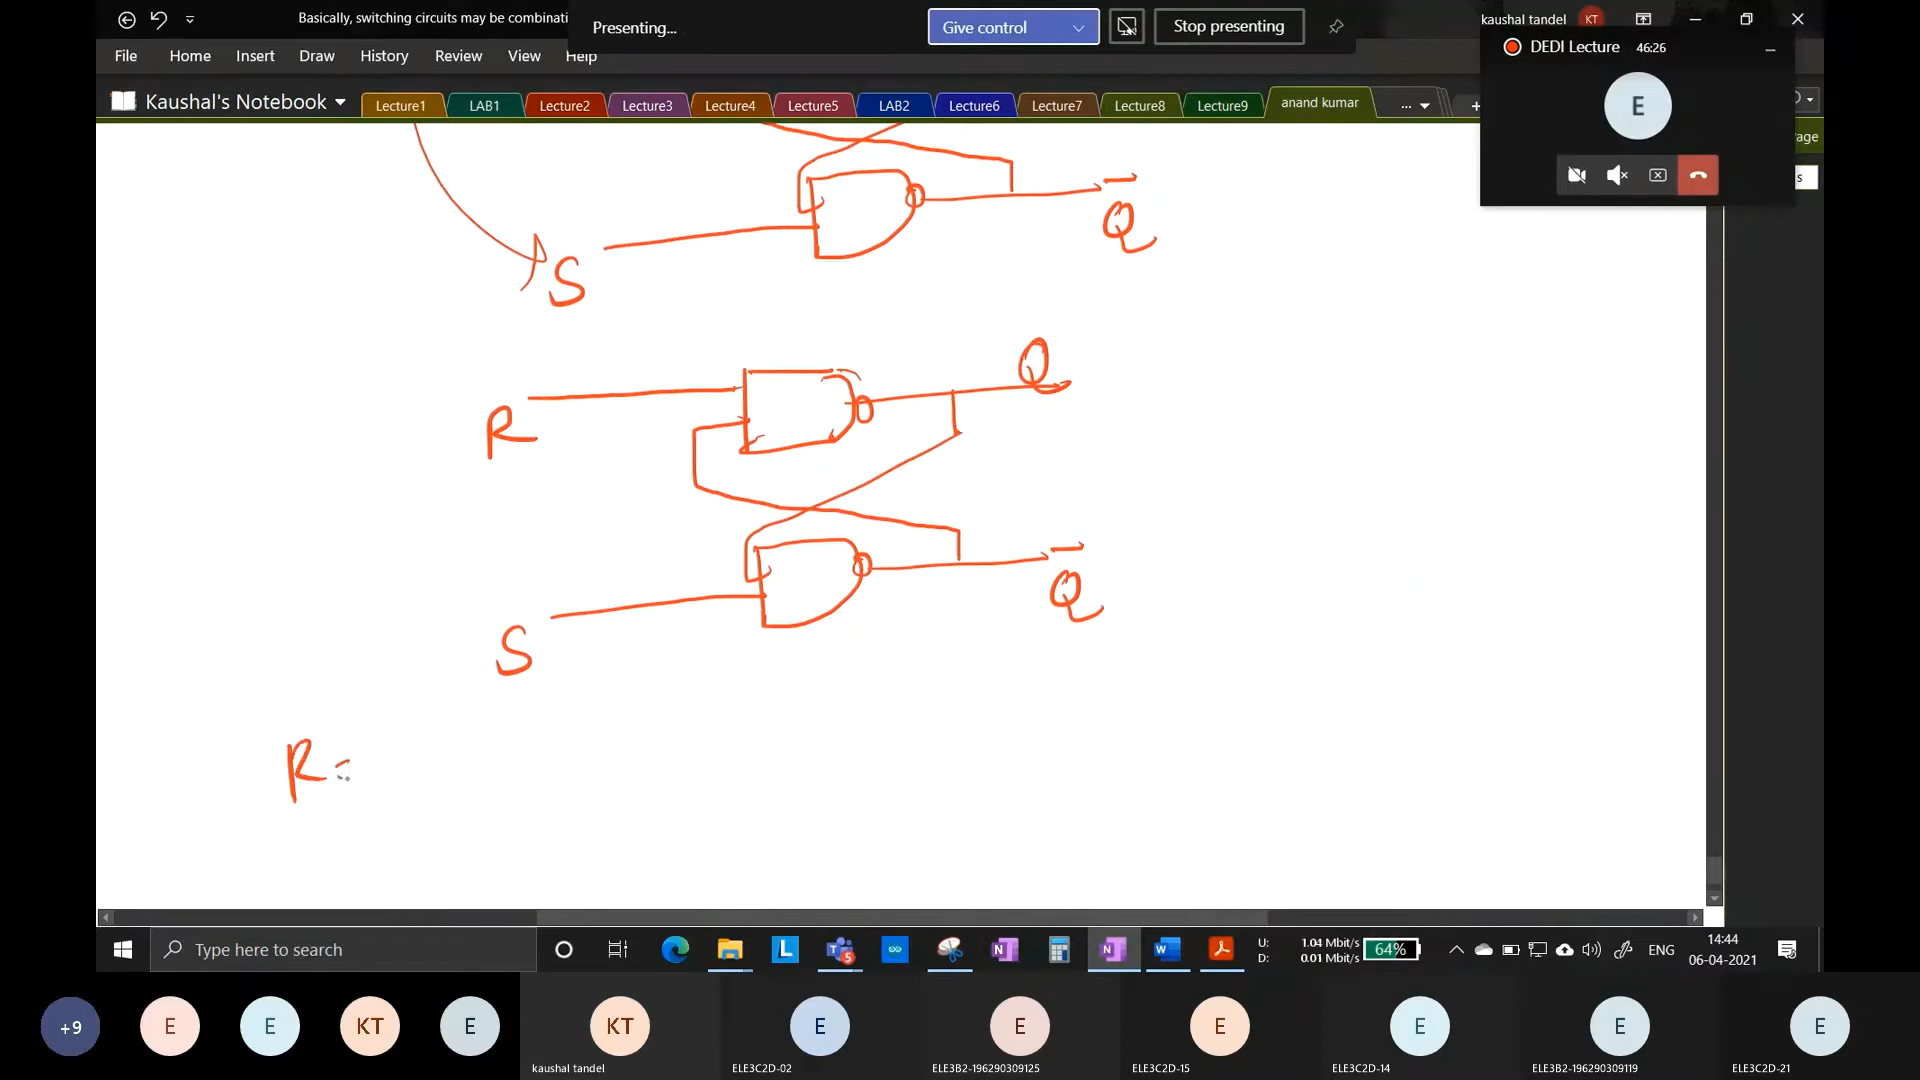 Basically, switching circuits may be combinati
Presenting...
Give control
Stop presenting
kaushal tandel
KT
DEDI Lecture 46:26
E
File Home Insert Draw History Review View Help
Kaushal's Notebook
Lecture1 LAB1 Lecture2 Lecture3 Lecture4 Lecture5 LAB2 Lecture6 Lecture7 Lecture8 Lecture9 anand kumar ... +
age
s
Q̅
S
Q
R
Q̅
S
R =
Type here to search
U: 1.04 Mbit/s
D: 0.01 Mbit/s
64%
ENG
14:44
06-04-2021
+9 E E KT E KT E E E E E E
kaushal tandel ELE3C2D-02 ELE3B2-196290309125 ELE3C2D-15 ELE3C2D-14 ELE3B2-196290309119 ELE3C2D-21